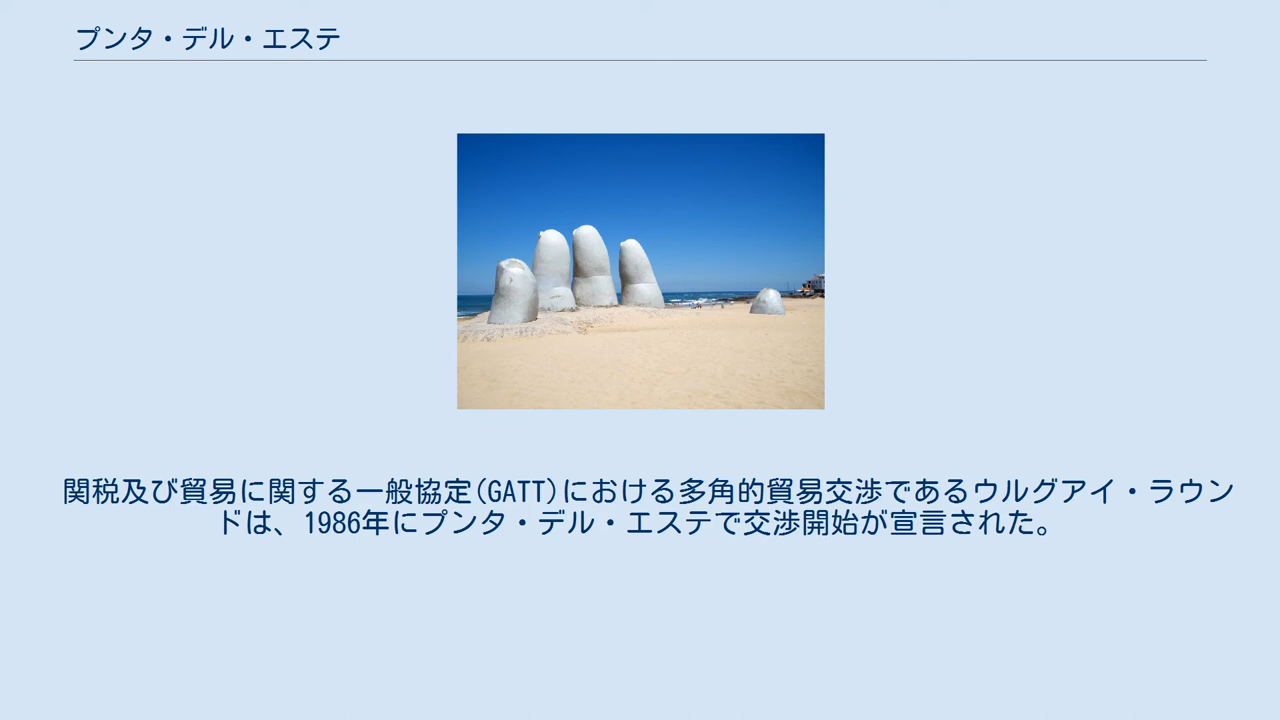 プンタ・デル・エステ
関税及び貿易に関する一般協定(GATT)における多角的貿易交渉であるウルグアイ・ラウン
ドは、1986年にプンタ・デル・エステで交渉開始が宣言された。